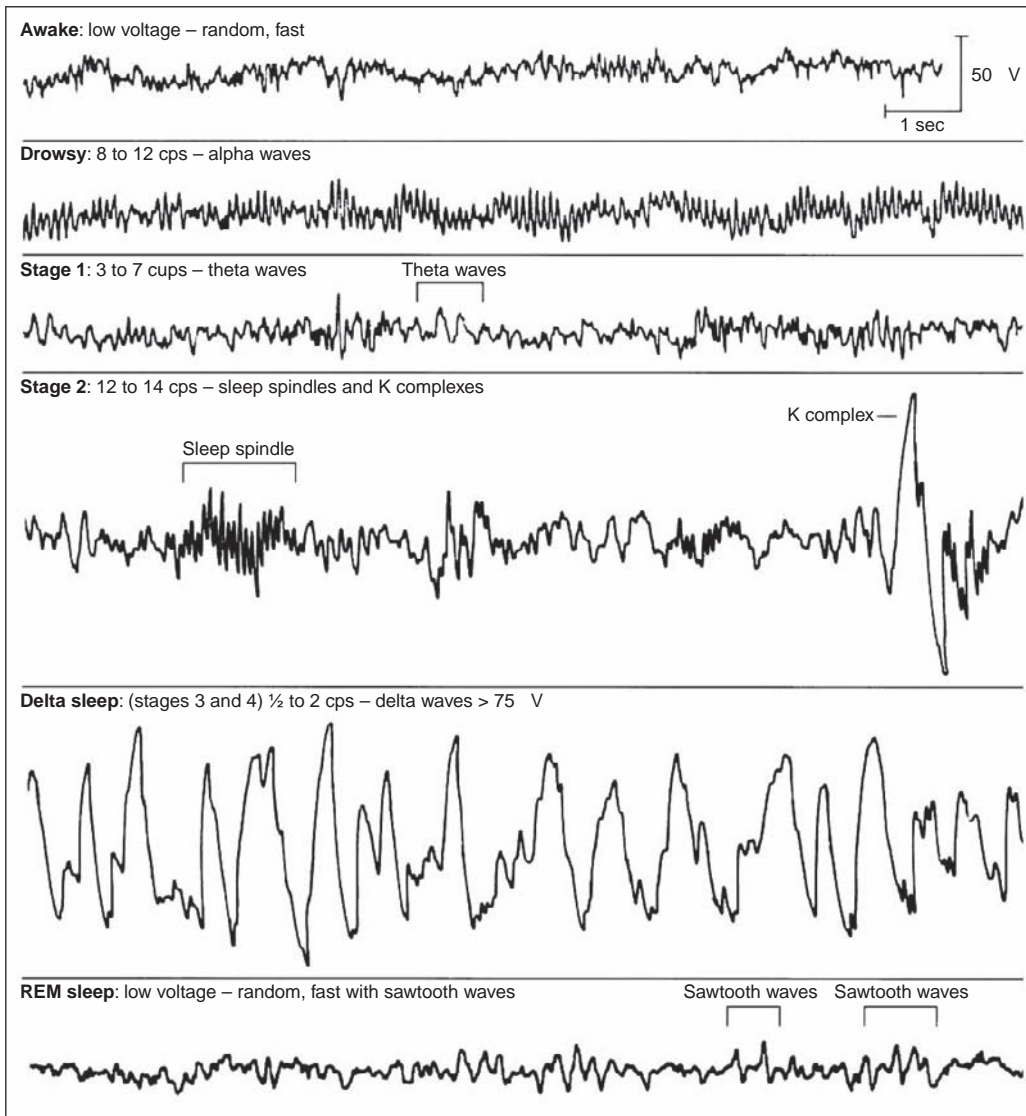 Awake: low voltage – random, fast
50 V
1 sec
Drowsy: 8 to 12 cps – alpha waves
Stage 1: 3 to 7 cups – theta waves
Theta waves
Stage 2: 12 to 14 cps – sleep spindles and K complexes
K complex
Sleep spindle
Delta sleep: (stages 3 and 4) ½ to 2 cps – delta waves > 75 V
REM sleep: low voltage – random, fast with sawtooth waves
Sawtooth waves
Sawtooth waves